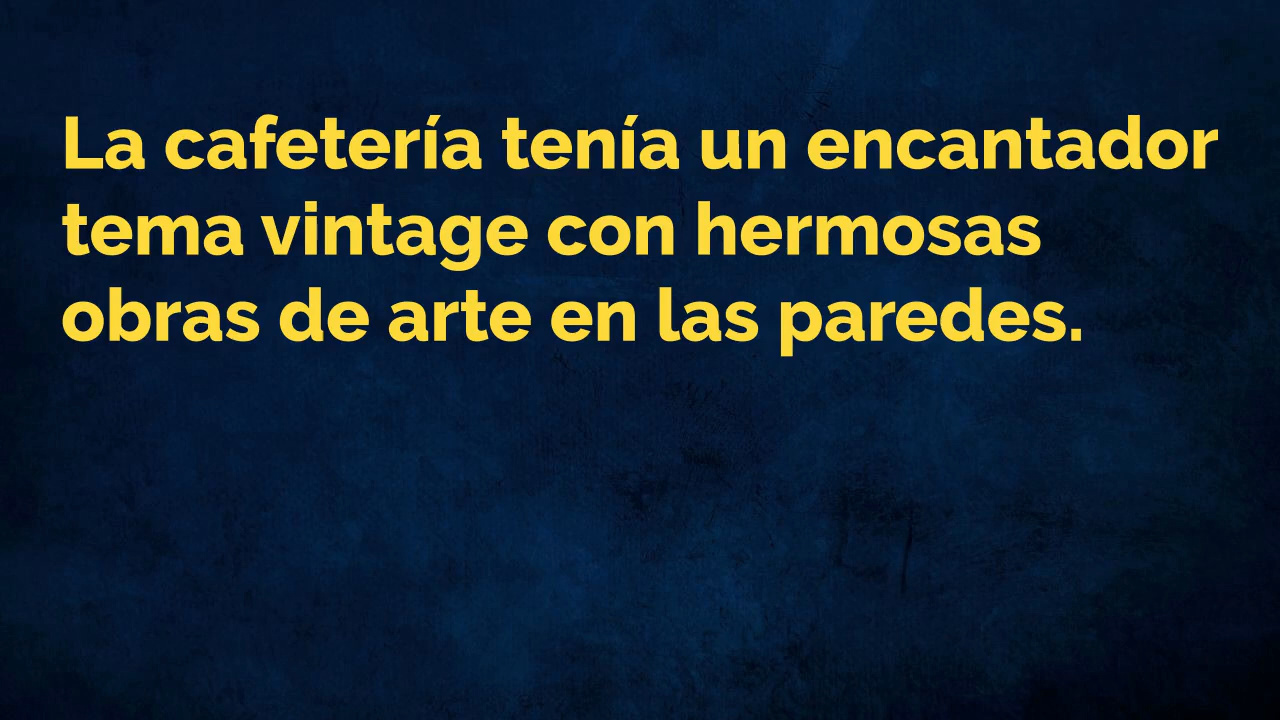 La cafetería tenía un encantador
tema vintage con hermosas
obras de arte en las paredes.